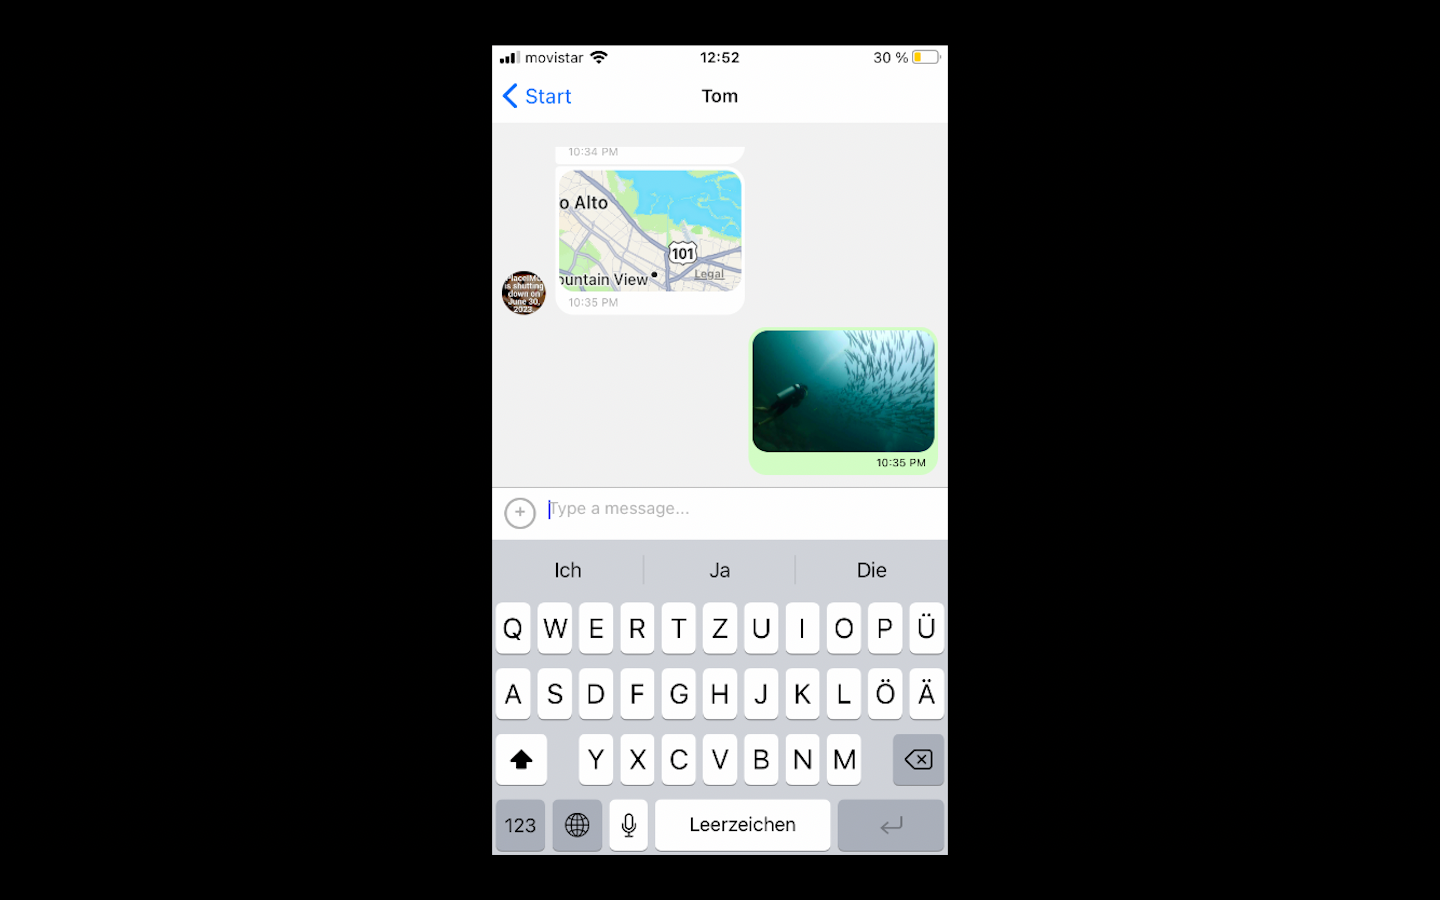 movistar 12:52 30 %
Start Tom
10:34 PM
o Alto
101
Legal
ountain View
is shutting
down on
June 30,
2023
10:35 PM
10:35 PM
+ Type a message...
Ich Ja Die
Q W E R T Z U I O P Ü
A S D F G H J K L Ö Ä
Y X C V B N M
123 Leerzeichen